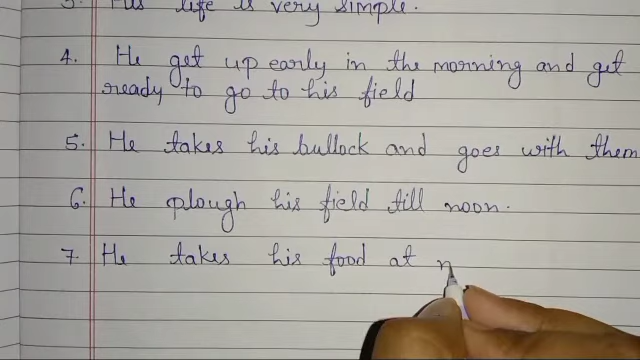 3. His life is very simple.
4. He get up early in the morning and get
ready to go to his field
5. He takes his bullock and goes with them
6. He plough his field till noon.
7. He takes his food at n